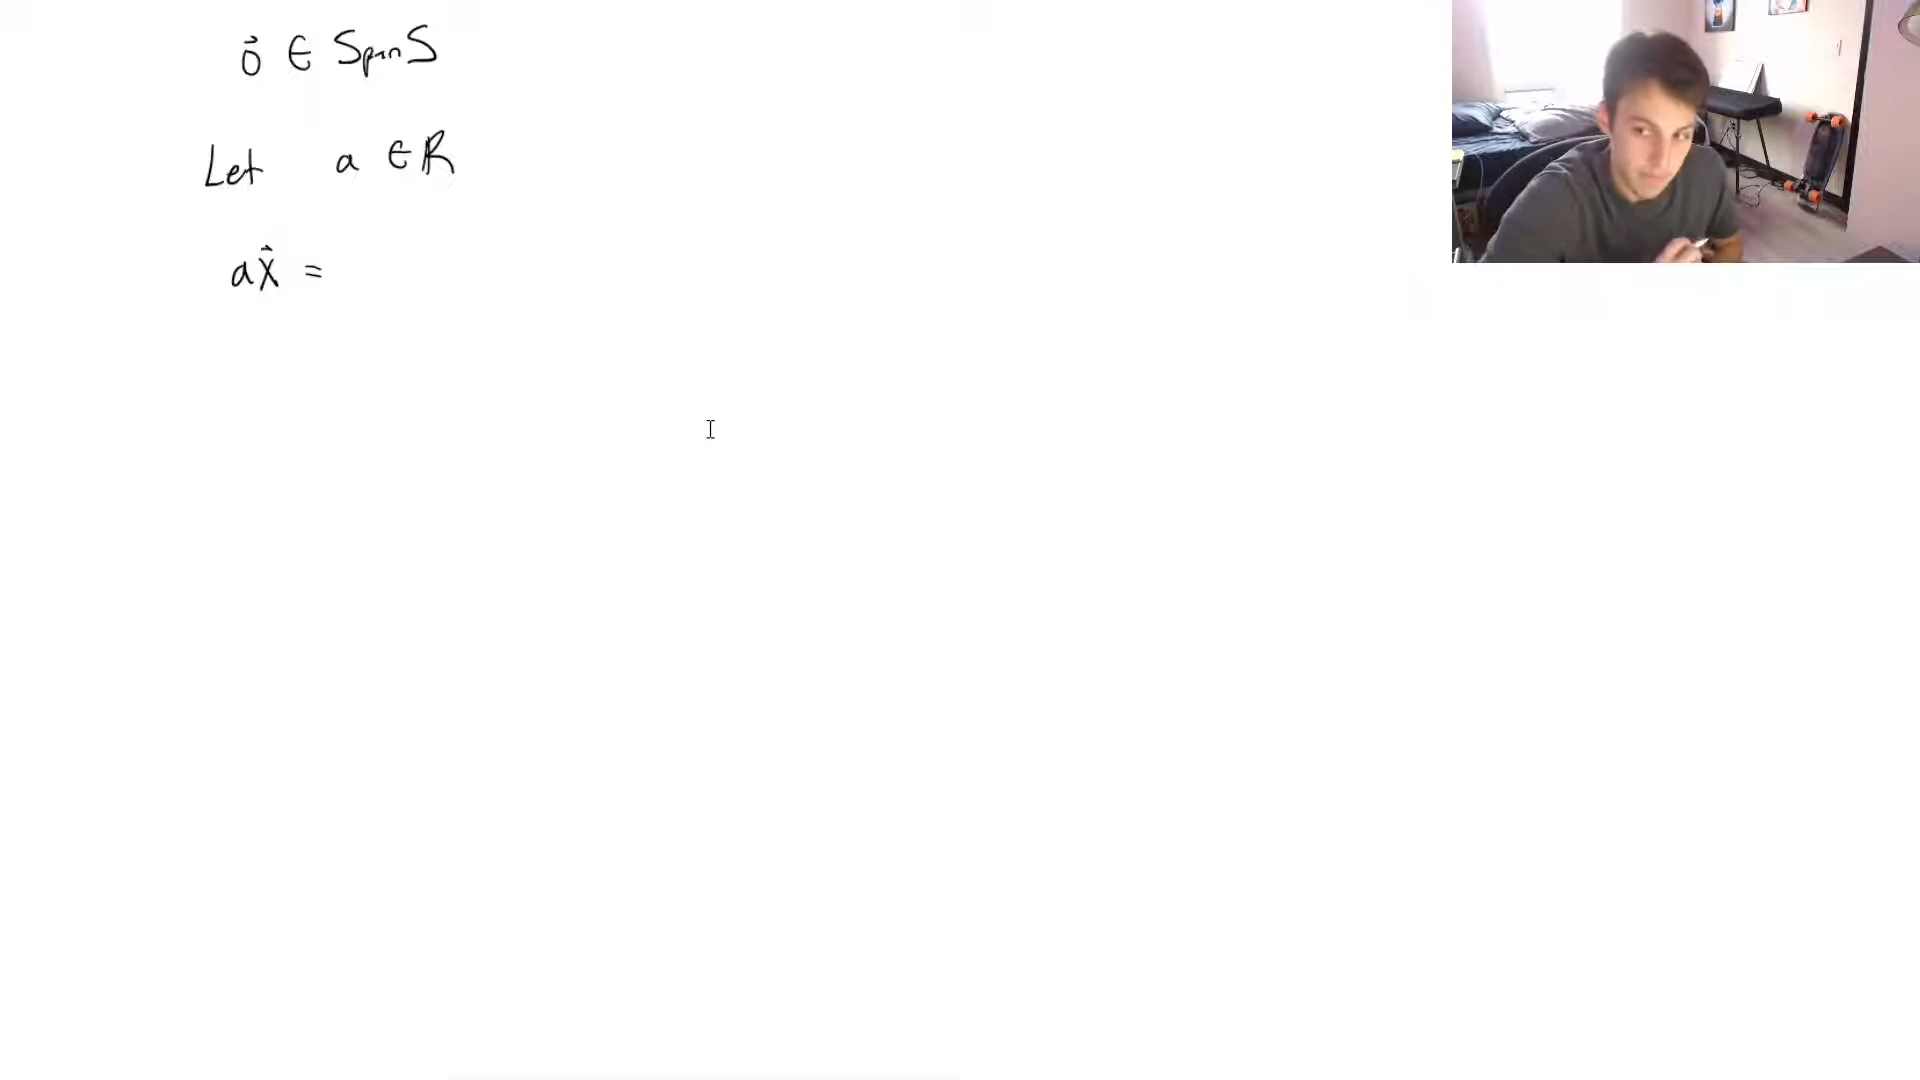 0⃗ ∈ Span S
Let a ∈ ℝ
ax⃗ =